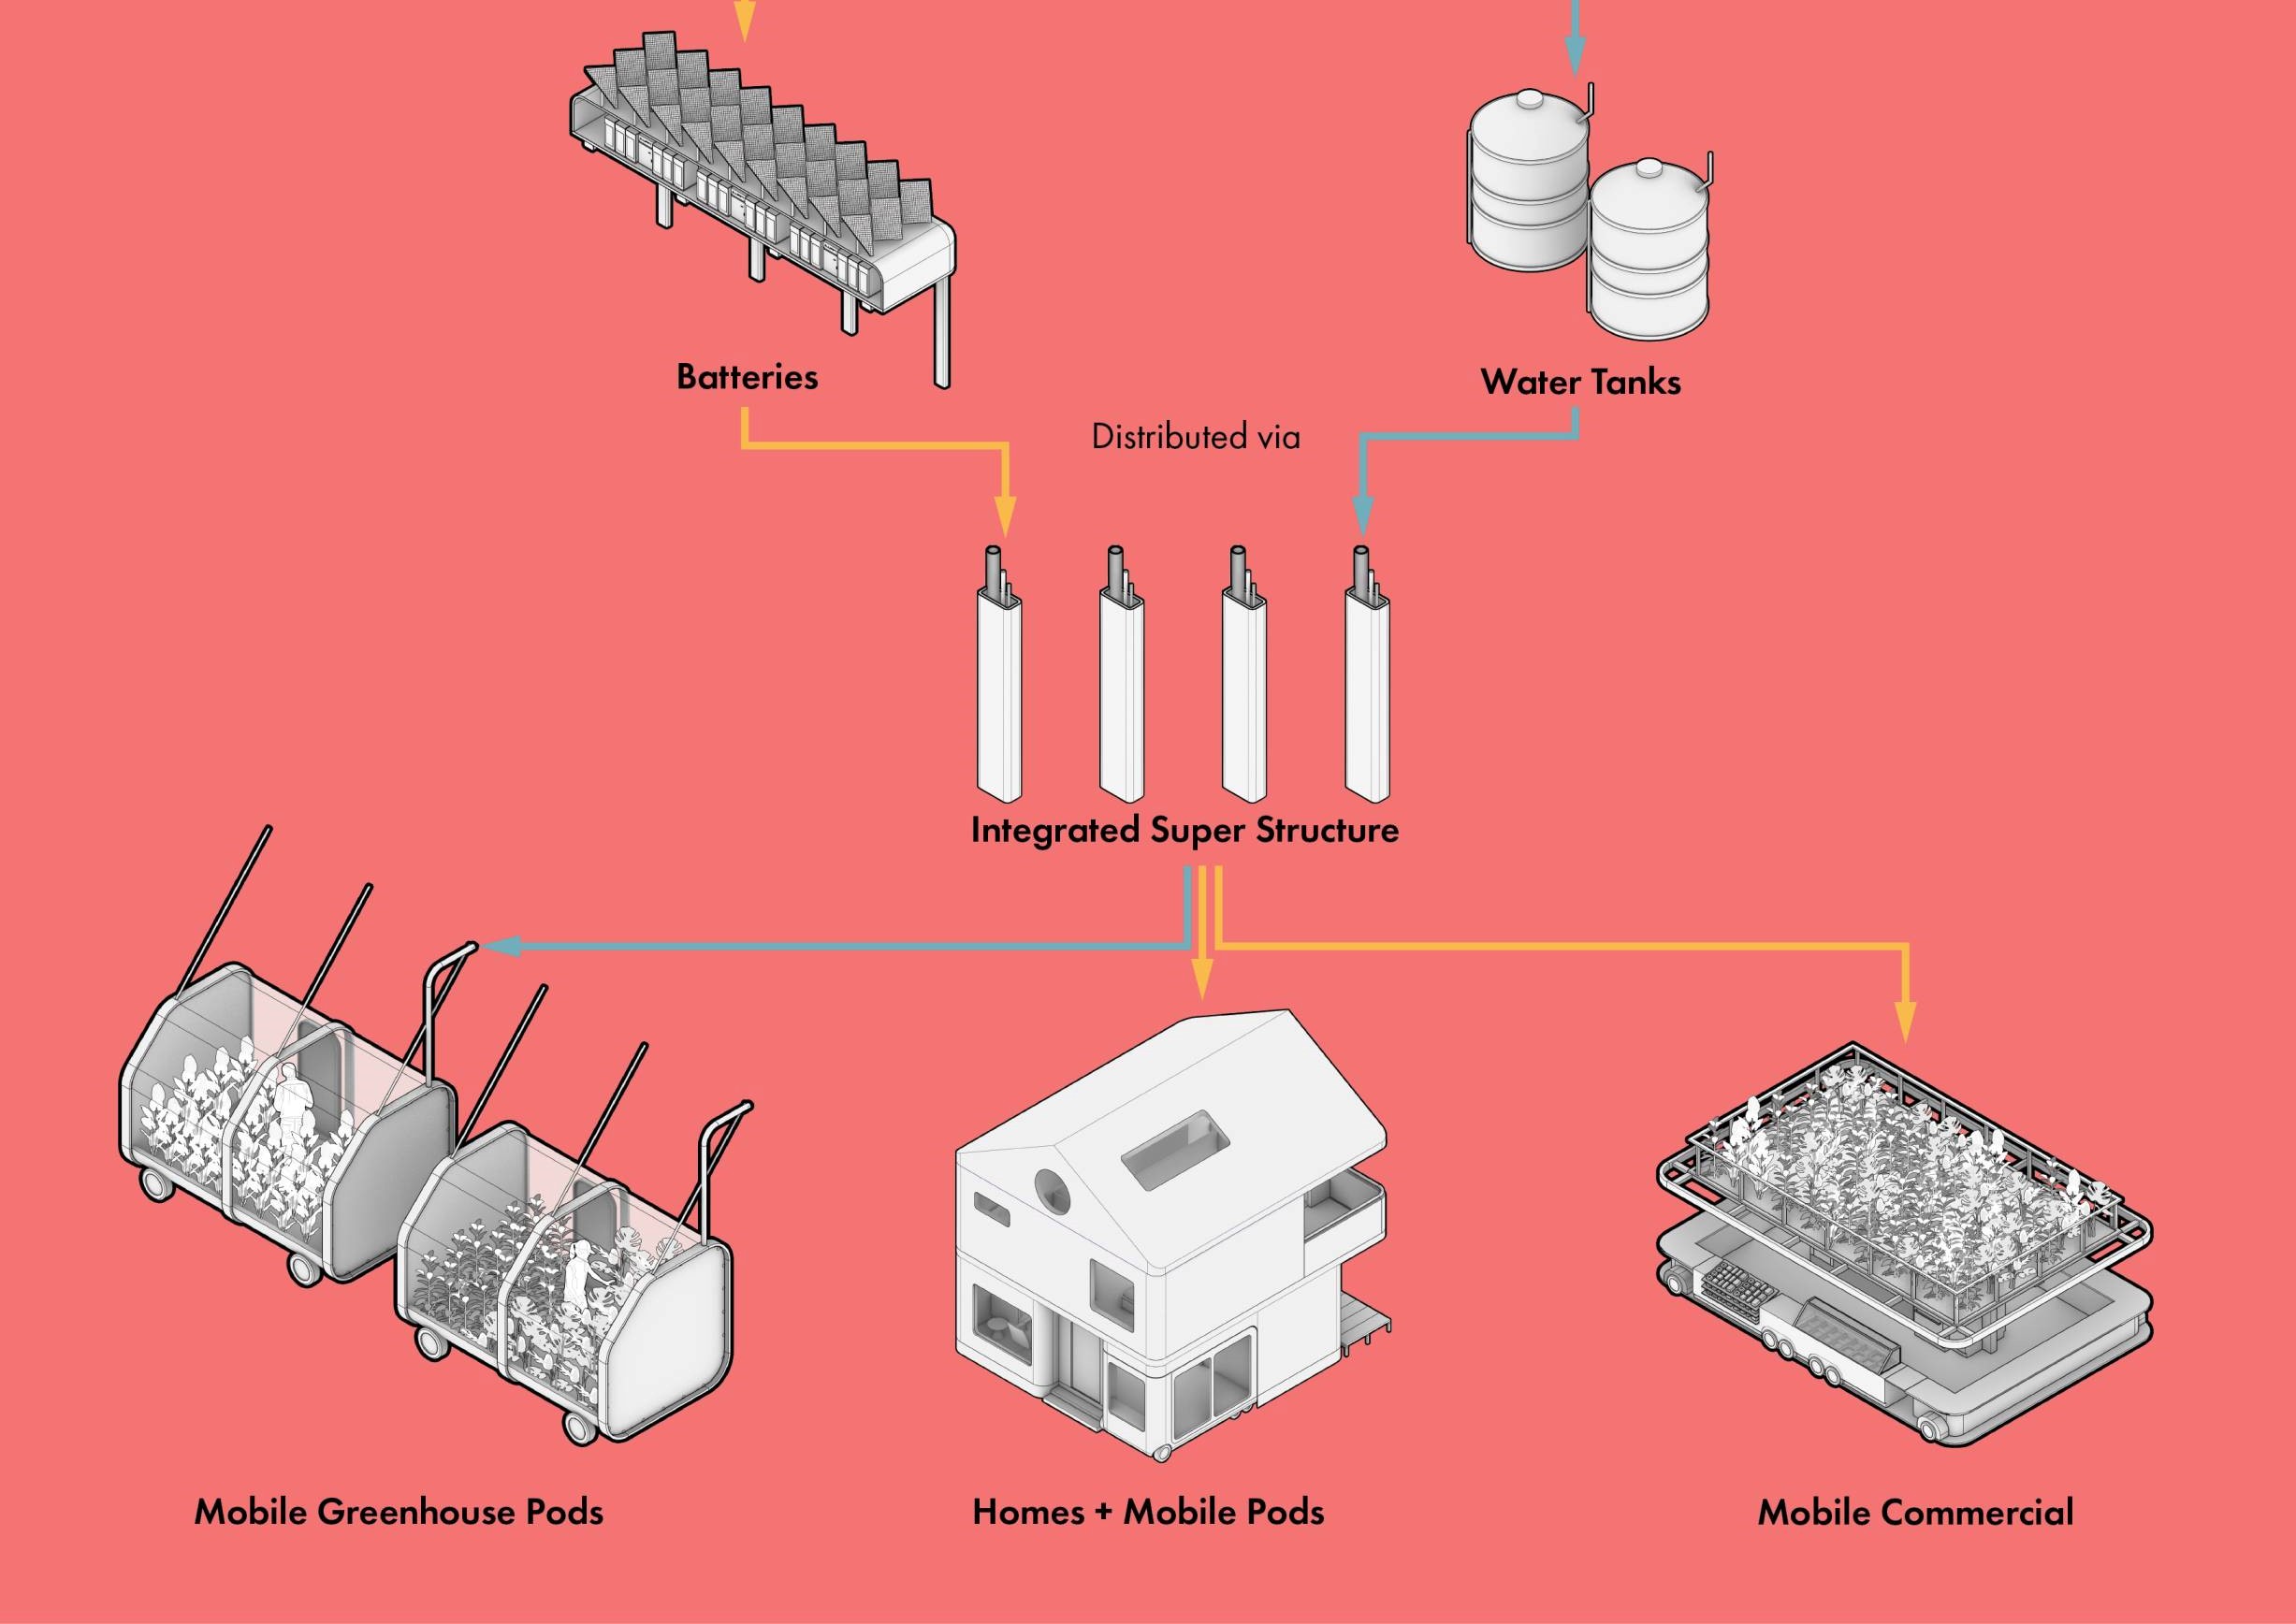 Batteries
Water Tanks
Distributed via
Integrated Super Structure
Mobile Greenhouse Pods
Homes + Mobile Pods
Mobile Commercial